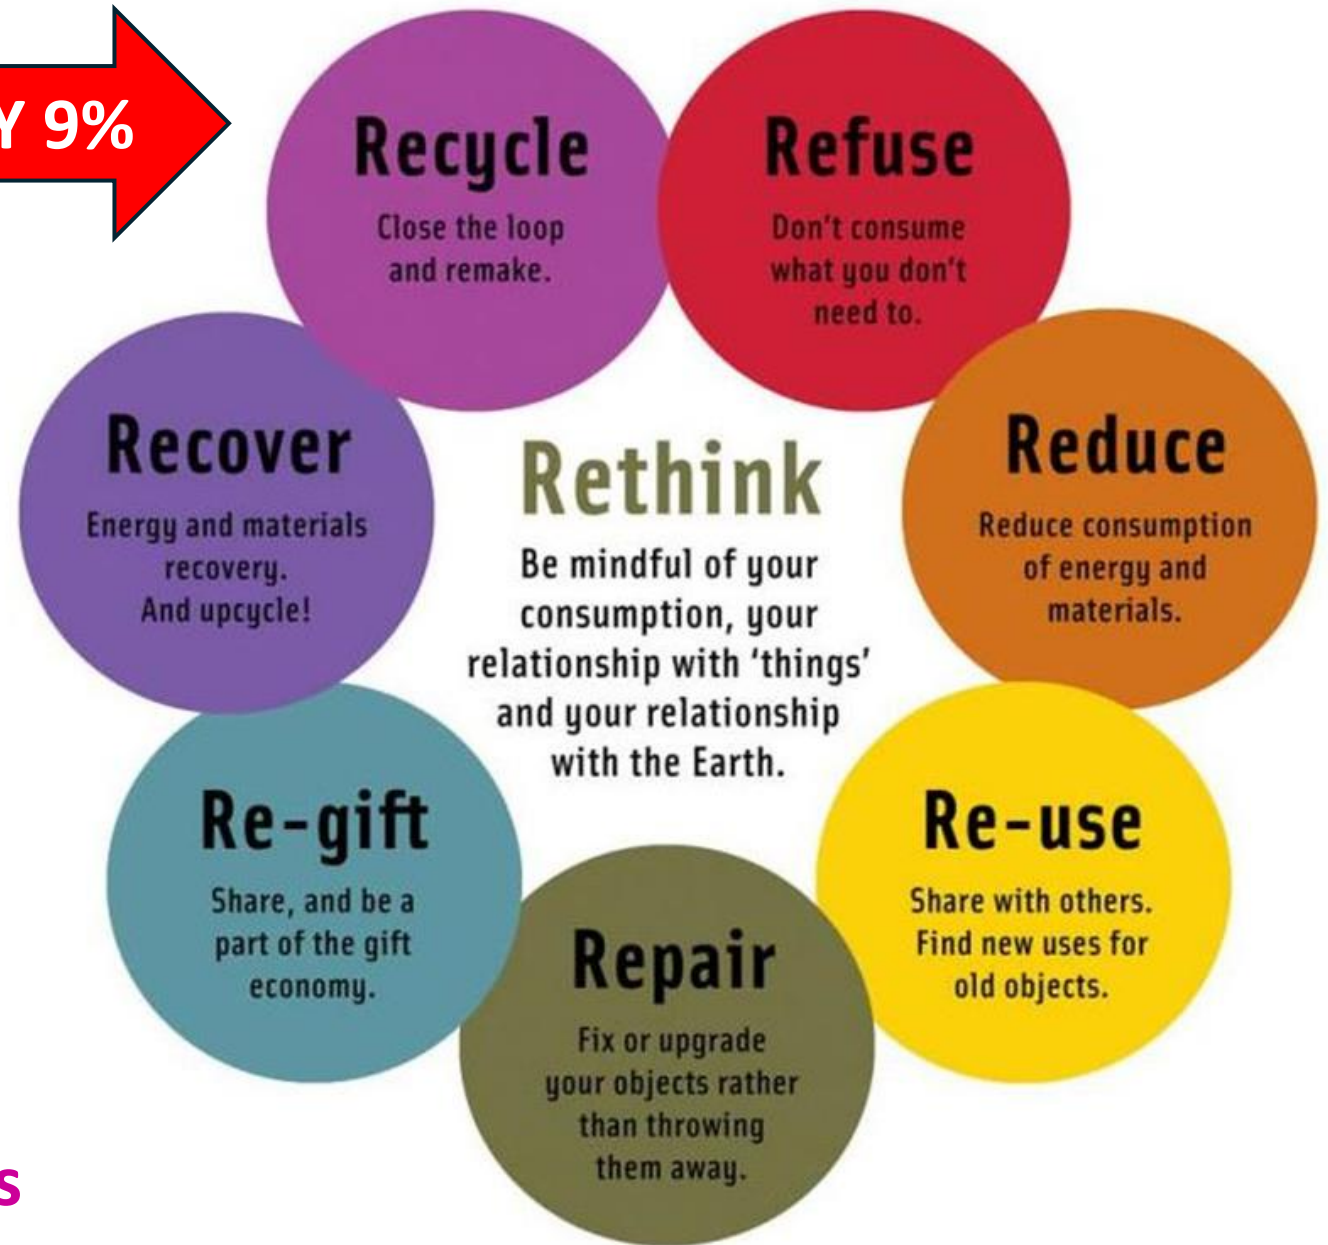 Y 9%
Recycle
Close the loop
and remake.
Refuse
Don't consume
what you don't
need to.
Recover
Energy and materials
recovery.
And upcycle!
Rethink
Be mindful of your
consumption, your
relationship with 'things'
and your relationship
with the Earth.
Reduce
Reduce consumption
of energy and
materials.
Re-gift
Share, and be a
part of the gift
economy.
Repair
Fix or upgrade
your objects rather
than throwing
them away.
Re-use
Share with others.
Find new uses for
old objects.
s